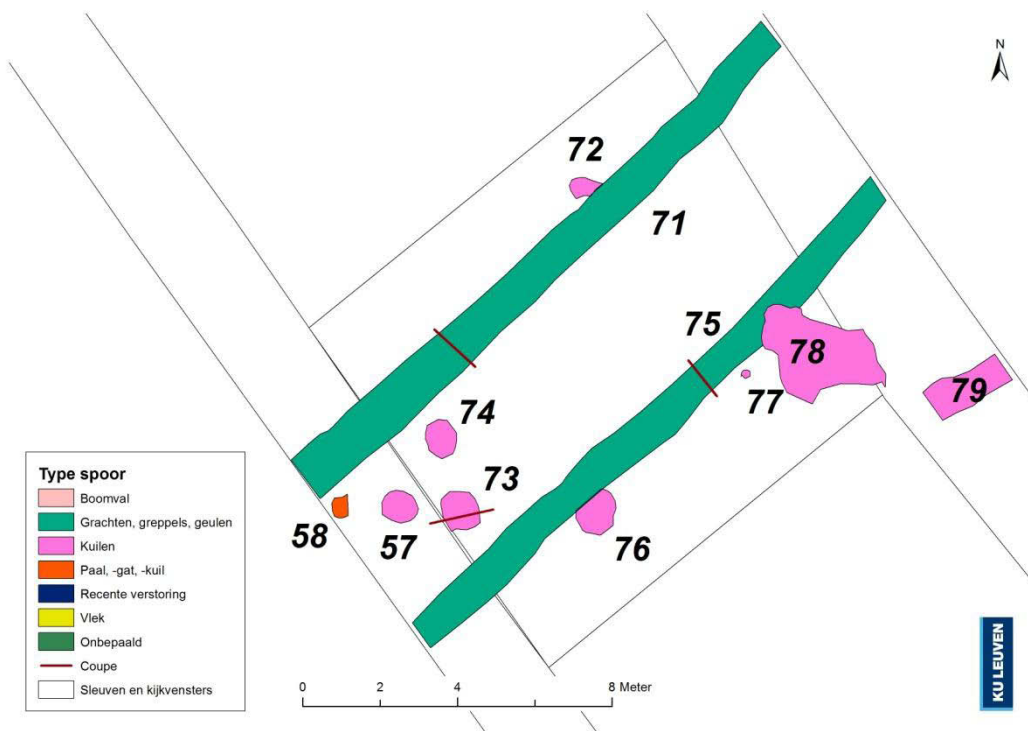 N
72
71
75
78
77
79
74
73
58
57
76
Type spoor
Boomval
Grachten, greppels, geulen
Kuilen
Paal, -gat, -kuil
Recente verstoring
Vlek
Onbepaald
Coupe
Sleuven en kijkvensters
0 2 4 8 Meter
KU LEUVEN